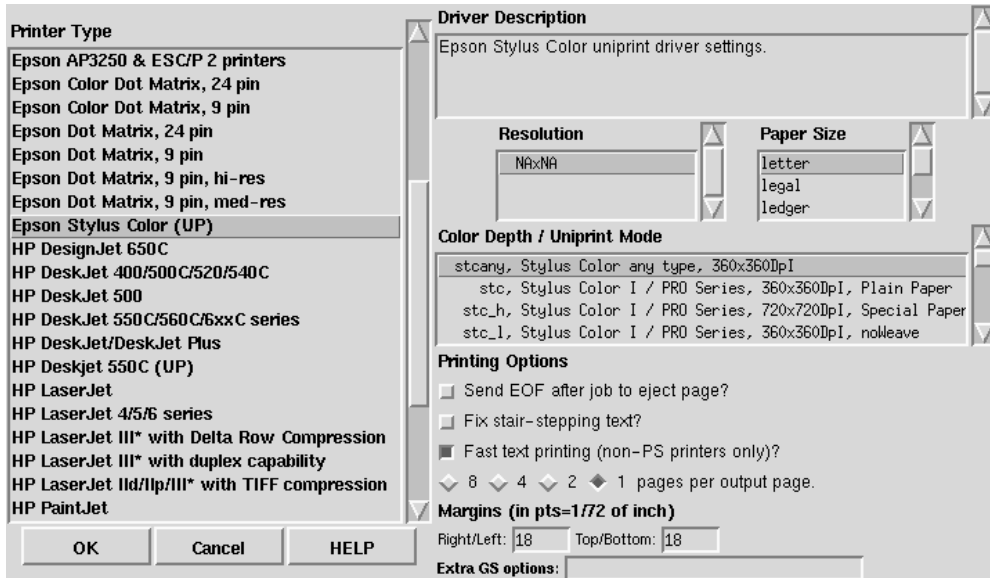 Printer Type
Epson AP3250 & ESC/P 2 printers
Epson Color Dot Matrix, 24 pin
Epson Color Dot Matrix, 9 pin
Epson Dot Matrix, 24 pin
Epson Dot Matrix, 9 pin
Epson Dot Matrix, 9 pin, hi-res
Epson Dot Matrix, 9 pin, med-res
Epson Stylus Color (UP)
HP DesignJet 650C
HP DeskJet 400/500C/520/540C
HP DeskJet 500
HP DeskJet 550C/560C/6xxC series
HP DeskJet/DeskJet Plus
HP Deskjet 550C (UP)
HP LaserJet
HP LaserJet 4/5/6 series
HP LaserJet III* with Delta Row Compression
HP LaserJet III* with duplex capability
HP LaserJet IId/IIp/III* with TIFF compression
HP PaintJet
OK Cancel HELP
Driver Description
Epson Stylus Color uniprint driver settings.
Resolution
NAxNA
Paper Size
letter
legal
ledger
Color Depth / Uniprint Mode
stcany, Stylus Color any type, 360x360DpI
stc, Stylus Color I / PRO Series, 360x360DpI, Plain Paper
stc_h, Stylus Color I / PRO Series, 720x720DpI, Special Paper
stc_l, Stylus Color I / PRO Series, 360x360DpI, noWeave
Printing Options
Send EOF after job to eject page?
Fix stair-stepping text?
Fast text printing (non-PS printers only)?
8 4 2 1 pages per output page.
Margins (in pts=1/72 of inch)
Right/Left: 18 Top/Bottom: 18
Extra GS options: